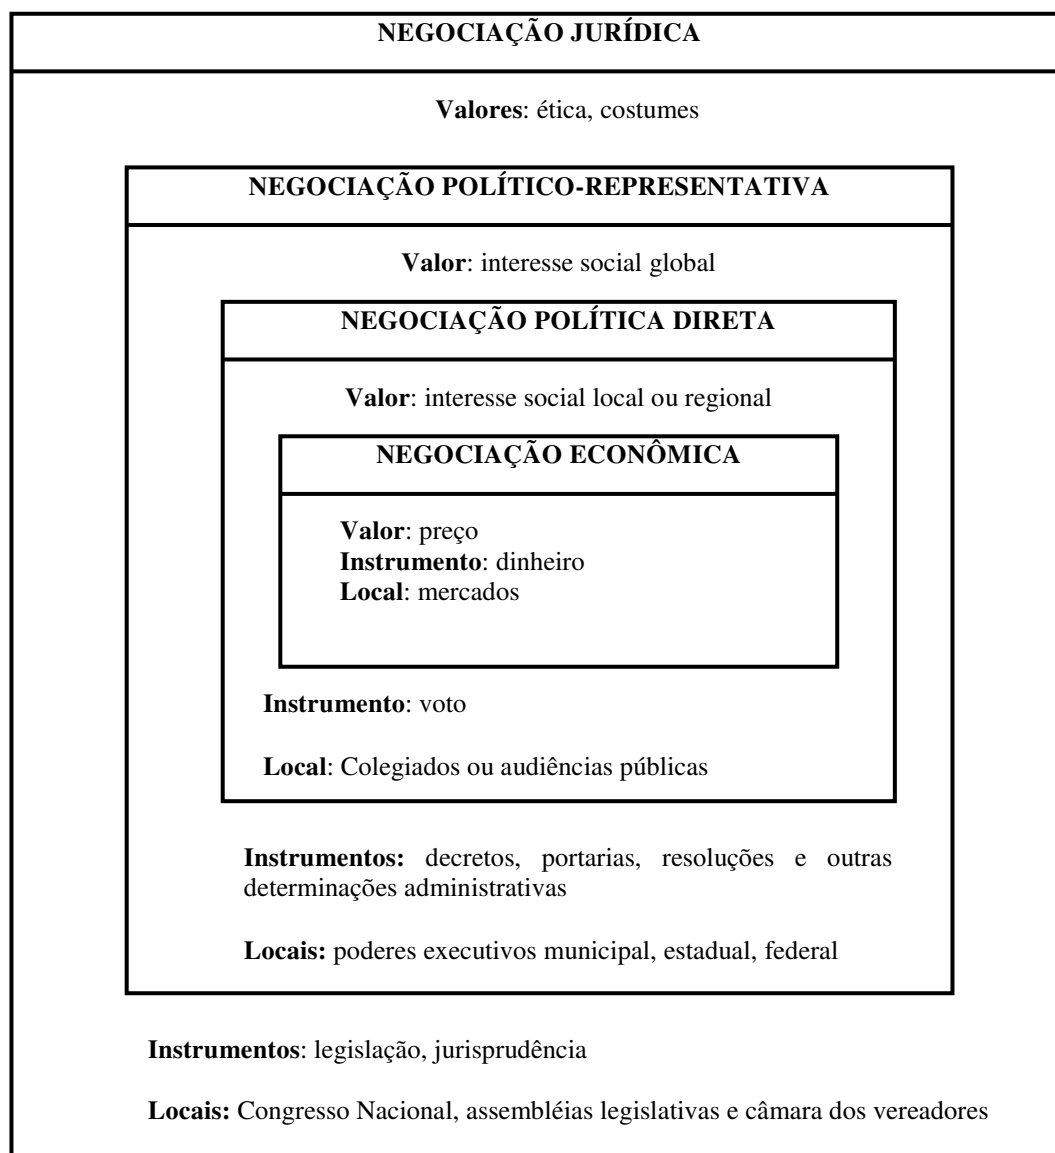 NEGOCIAÇÃO JURÍDICA
Valores: ética, costumes
NEGOCIAÇÃO POLÍTICO-REPRESENTATIVA
Valor: interesse social global
NEGOCIAÇÃO POLÍTICA DIRETA
Valor: interesse social local ou regional
NEGOCIAÇÃO ECONÔMICA
Valor: preço
Instrumento: dinheiro
Local: mercados
Instrumento: voto
Local: Colegiados ou audiências públicas
Instrumentos: decretos, portarias, resoluções e outras
determinações administrativas
Locais: poderes executivos municipal, estadual, federal
Instrumentos: legislação, jurisprudência
Locais: Congresso Nacional, assembléias legislativas e câmara dos vereadores